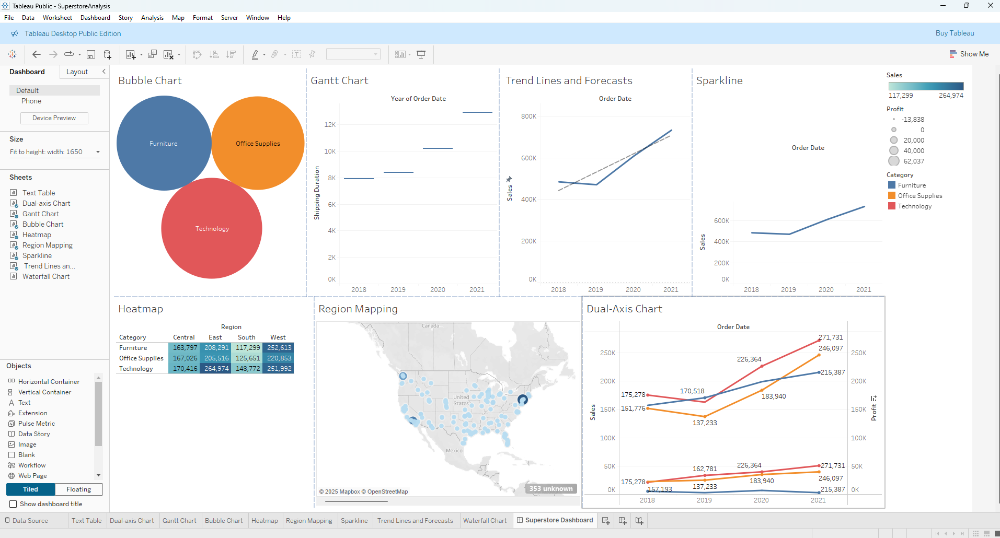 Tableau Public - SuperstoreAnalysis
File Data Worksheet Dashboard Story Analysis Map Format Server Window Help
Tableau Desktop Public Edition
Buy Tableau
Show Me
Dashboard
Layout
Default
Phone
Device Preview
Size
Fit to height: width: 1650
Sheets
Text Table
Dual-axis Chart
Gantt Chart
Bubble Chart
Heatmap
Region Mapping
Sparkline
Trend Lines an...
Waterfall Chart
Objects
Horizontal Container
Vertical Container
Text
Extension
Pulse Metric
Data Story
Image
Blank
Workflow
Web Page
Tiled
Floating
Show dashboard title
Bubble Chart
Furniture
Office Supplies
Technology
Gantt Chart
Year of Order Date
Shipping Duration
12K
10K
8K
6K
4K
2K
0K
2018 2019 2020 2021
Trend Lines and Forecasts
Order Date
Sales
800K
600K
400K
200K
0K
2018 2019 2020 2021
Sparkline
Order Date
Sales
600K
400K
200K
0K
2018 2019 2020 2021
Sales
117,299 264,974
Profit
-13,838
0
20,000
40,000
62,037
Category
Furniture
Office Supplies
Technology
Heatmap
Region
Category Central East South West
Furniture 163,797 208,291 117,299 252,613
Office Supplies 167,026 205,516 125,651 220,853
Technology 170,416 264,974 148,772 251,992
Region Mapping
Canada
United
States
Mexico
© 2025 Mapbox © OpenStreetMap
353 unknown
Dual-Axis Chart
Order Date
Sales
Profit
250K
200K
150K
100K
50K
0K
250K
200K
150K
100K
50K
0K
271,731
246,097
226,364
215,387
170,518
175,278
183,940
151,776
137,233
271,731
226,364
162,781
246,097
175,278
183,940
137,233
157,193
215,387
2018 2019 2020 2021
Data Source
Text Table
Dual-axis Chart
Gantt Chart
Bubble Chart
Heatmap
Region Mapping
Sparkline
Trend Lines and Forecasts
Waterfall Chart
Superstore Dashboard